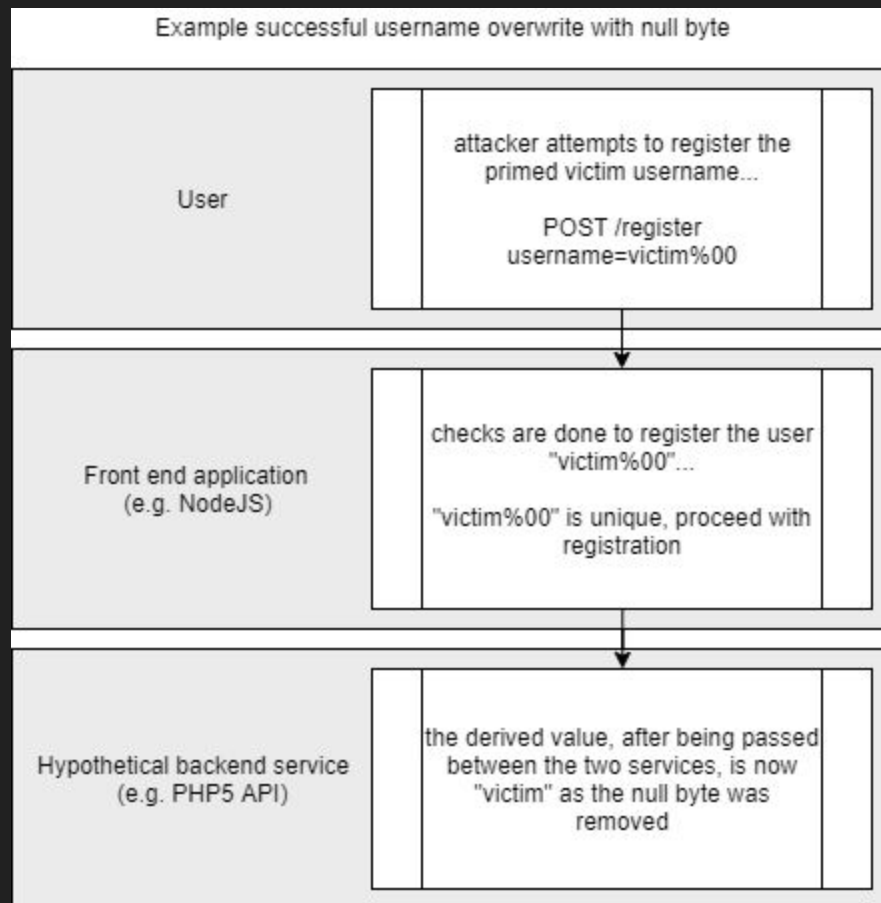 Example successful username overwrite with null byte
User
attacker attempts to register the
primed victim username...
POST /register
username=victim%00
Front end application
(e.g. NodeJS)
checks are done to register the user
"victim%00"...
"victim%00" is unique, proceed with
registration
Hypothetical backend service
(e.g. PHP5 API)
the derived value, after being passed
between the two services, is now
"victim" as the null byte was
removed